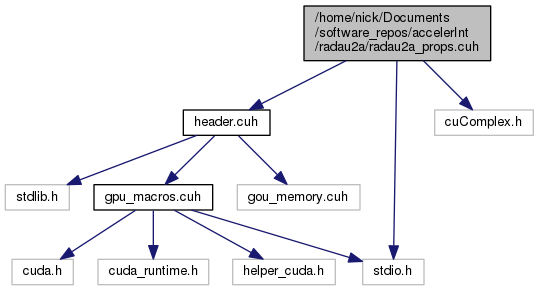 /home/nick/Documents
/software_repos/accelerInt
/radau2a/radau2a_props.cuh
header.cuh
cuComplex.h
stdlib.h
gpu_macros.cuh
gou_memory.cuh
cuda.h
cuda_runtime.h
helper_cuda.h
stdio.h